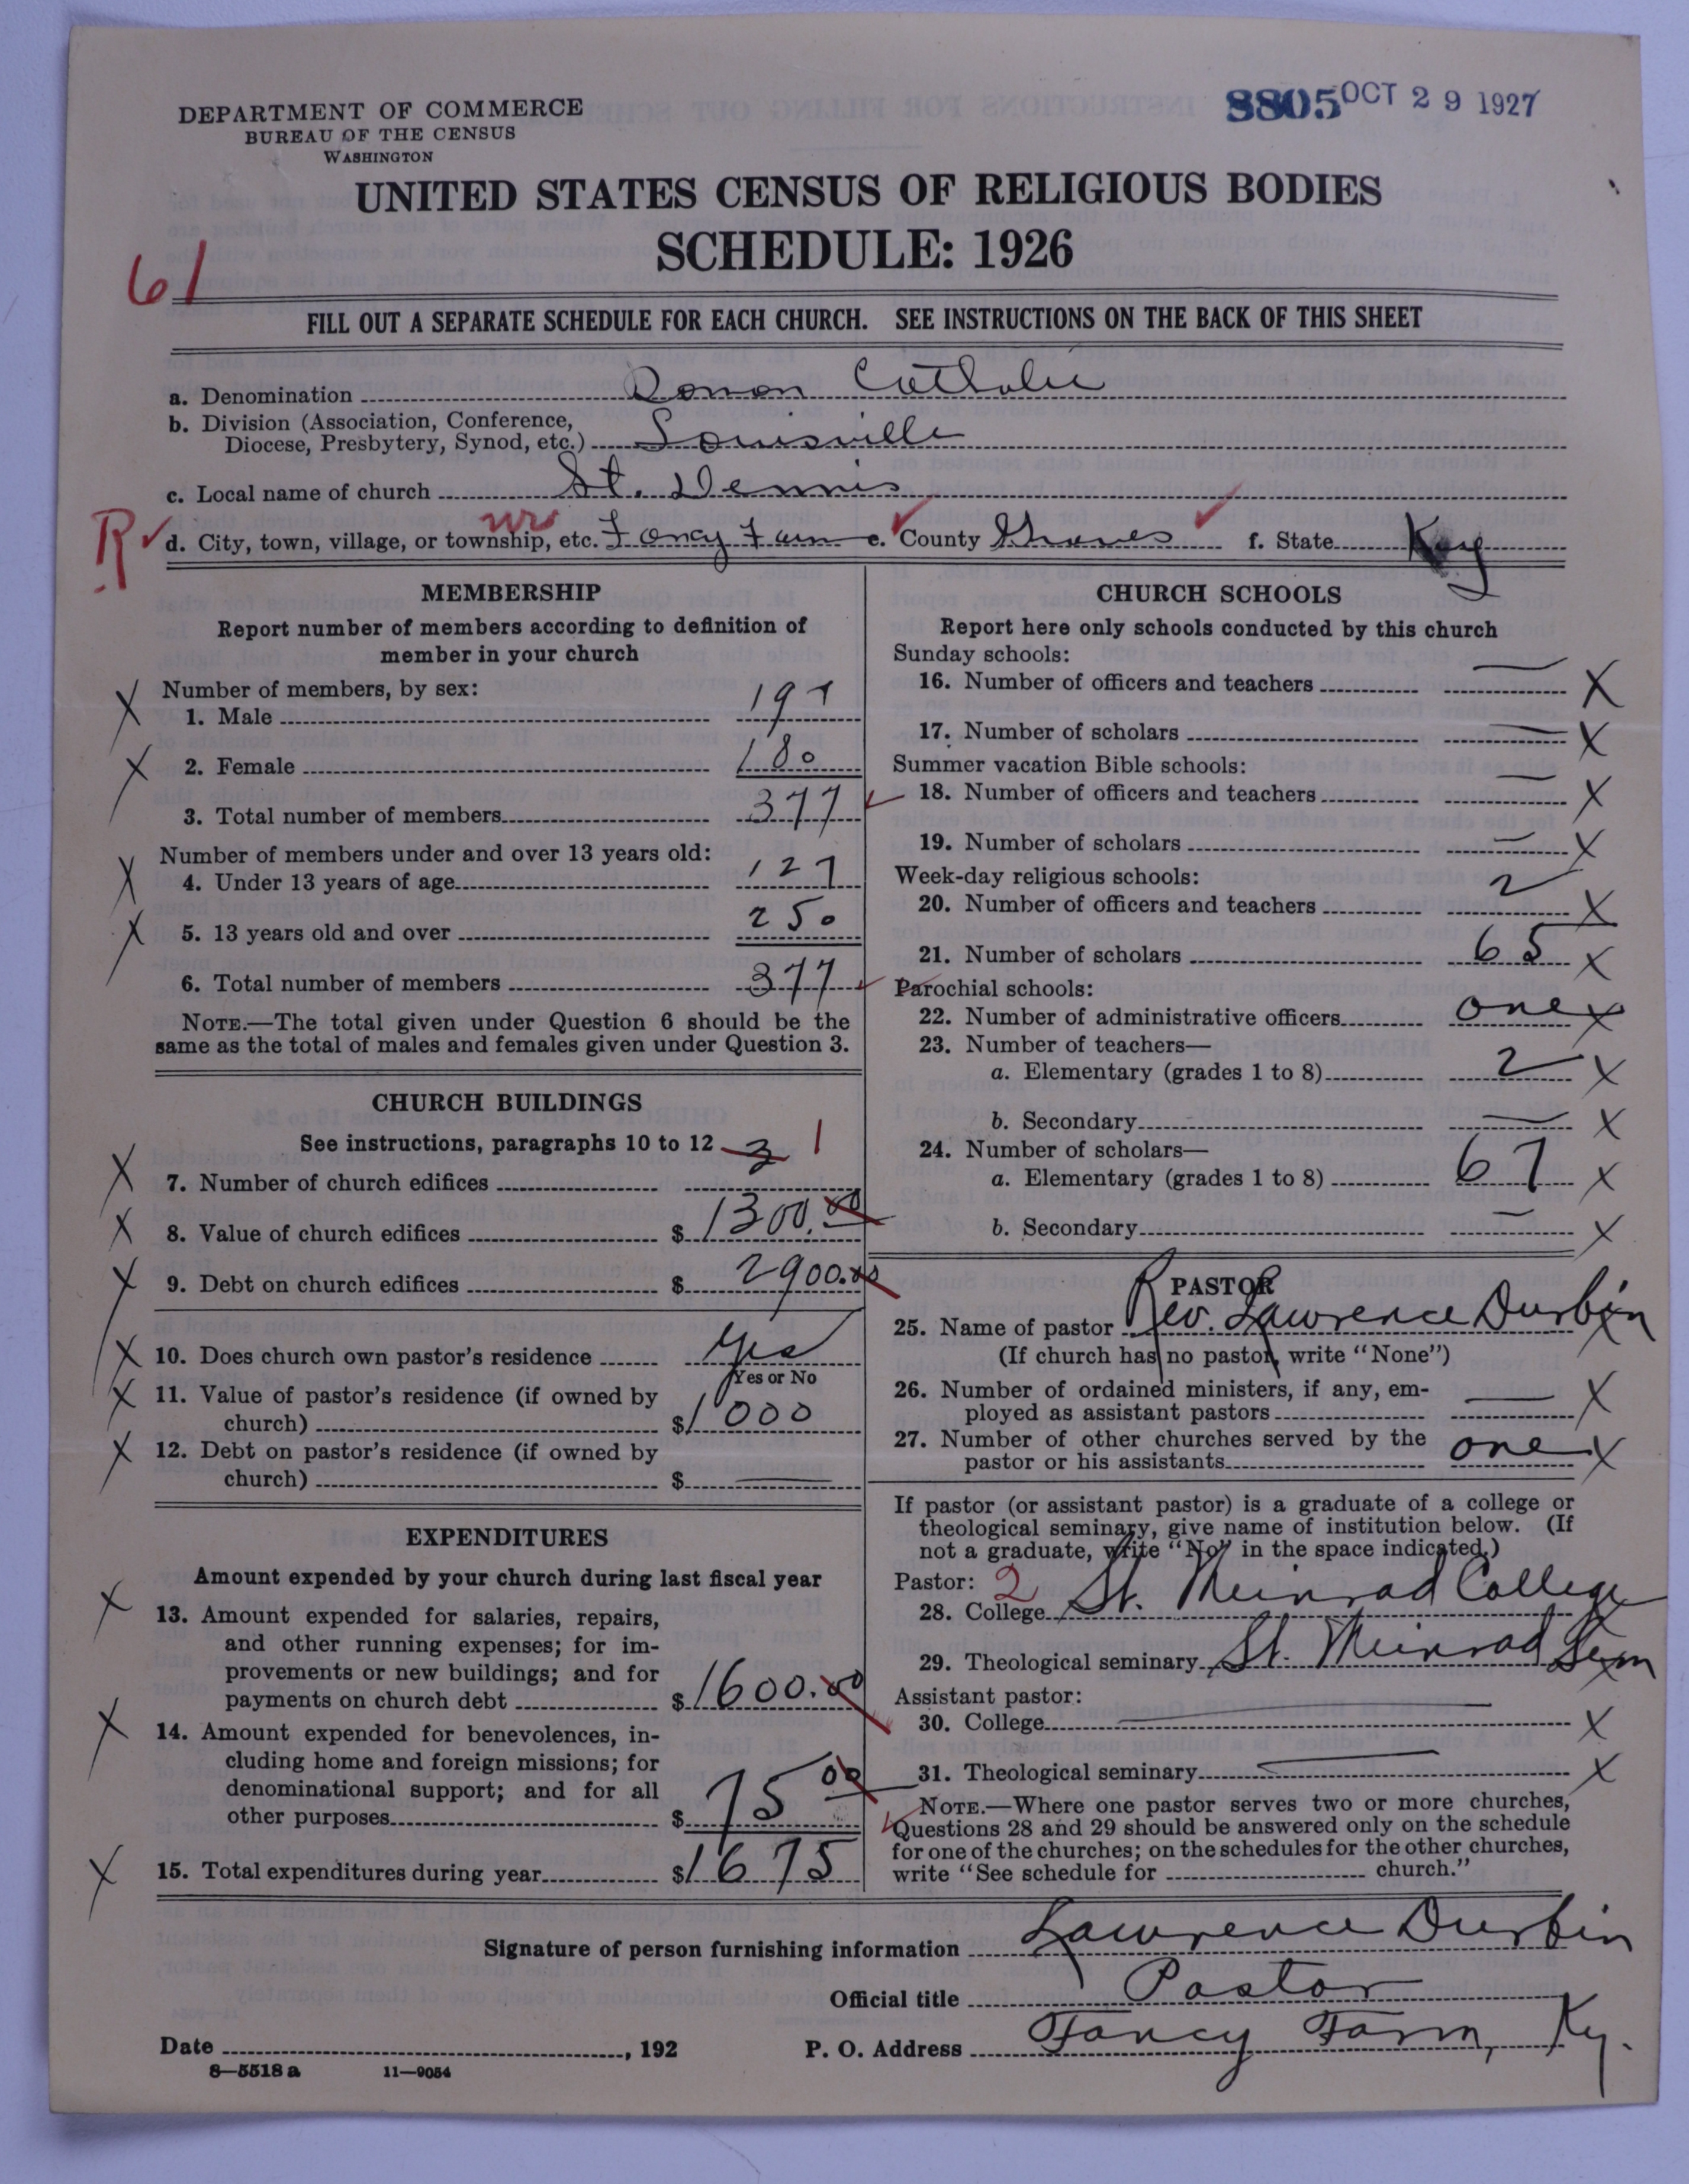 DEPARTMENT OF COMMERCE
BUREAU OF THE CENSUS
WASHINGTON
8805 OCT 29 1927
UNITED STATES CENSUS OF RELIGIOUS BODIES
SCHEDULE: 1926
61
FILL OUT A SEPARATE SCHEDULE FOR EACH CHURCH. SEE INSTRUCTIONS ON THE BACK OF THIS SHEET
a. Denomination Roman Catholic
b. Division (Association, Conference,
Diocese, Presbytery, Synod, etc.) Louisville
c. Local name of church St. Dennis
R d. City, town, village, or township, etc. Fancy Farm e. County Graves f. State Ky
MEMBERSHIP
Report number of members according to definition of
member in your church
Number of members, by sex:
1. Male 197
2. Female 180
3. Total number of members 377
Number of members under and over 13 years old:
4. Under 13 years of age 127
5. 13 years old and over 250
6. Total number of members 377
NOTE.—The total given under Question 6 should be the
same as the total of males and females given under Question 3.
CHURCH BUILDINGS
See instructions, paragraphs 10 to 12 3 1
7. Number of church edifices
8. Value of church edifices $ 1300.00
9. Debt on church edifices $ 2900.00
10. Does church own pastor's residence yes
Yes or No
11. Value of pastor's residence (if owned by
church) $ 1000
12. Debt on pastor's residence (if owned by
church) $ —
EXPENDITURES
Amount expended by your church during last fiscal year
13. Amount expended for salaries, repairs,
and other running expenses; for im-
provements or new buildings; and for
payments on church debt $ 1600.00
14. Amount expended for benevolences, in-
cluding home and foreign missions; for
denominational support; and for all
other purposes $ 75 00
15. Total expenditures during year $ 1675
CHURCH SCHOOLS
Report here only schools conducted by this church
Sunday schools:
16. Number of officers and teachers — X
17. Number of scholars — X
Summer vacation Bible schools:
18. Number of officers and teachers — X
19. Number of scholars — X
Week-day religious schools:
20. Number of officers and teachers 2 X
21. Number of scholars 65 X
Parochial schools:
22. Number of administrative officers one X
23. Number of teachers—
a. Elementary (grades 1 to 8) 2 X
b. Secondary — X
24. Number of scholars—
a. Elementary (grades 1 to 8) 67 X
b. Secondary — X
PASTOR
25. Name of pastor Rev. Lawrence Durbin
(If church has no pastor, write "None")
26. Number of ordained ministers, if any, em-
ployed as assistant pastors — X
27. Number of other churches served by the
pastor or his assistants one X
If pastor (or assistant pastor) is a graduate of a college or
theological seminary, give name of institution below. (If
not a graduate, write "No" in the space indicated.)
Pastor: 2
28. College St. Meinrad College
29. Theological seminary St. Meinrad Sem
Assistant pastor:
30. College — X
31. Theological seminary — X
NOTE.—Where one pastor serves two or more churches,
Questions 28 and 29 should be answered only on the schedule
for one of the churches; on the schedules for the other churches,
write "See schedule for church."
Signature of person furnishing information Lawrence Durbin
Official title Pastor
Date , 192 P. O. Address Fancy Farm, Ky.
8—5518 a 11—9054